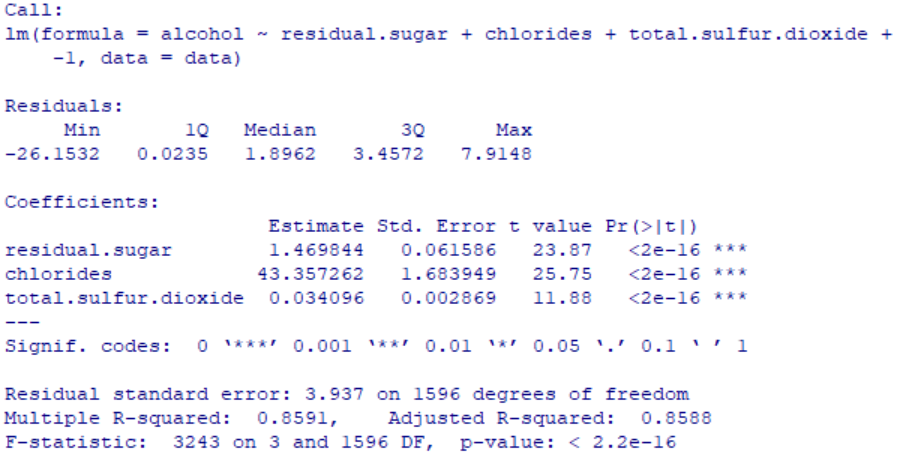 Call:
lm(formula = alcohol ~ residual.sugar + chlorides + total.sulfur.dioxide +
    -1, data = data)

Residuals:
     Min       1Q   Median       3Q      Max
-26.1532   0.0235   1.8962   3.4572   7.9148

Coefficients:
                      Estimate Std. Error t value Pr(>|t|)
residual.sugar        1.469844   0.061586   23.87   <2e-16 ***
chlorides            43.357262   1.683949   25.75   <2e-16 ***
total.sulfur.dioxide  0.034096   0.002869   11.88   <2e-16 ***
---
Signif. codes:  0 ‘***’ 0.001 ‘**’ 0.01 ‘*’ 0.05 ‘.’ 0.1 ‘ ’ 1

Residual standard error: 3.937 on 1596 degrees of freedom
Multiple R-squared:  0.8591,    Adjusted R-squared:  0.8588
F-statistic:  3243 on 3 and 1596 DF,  p-value: < 2.2e-16